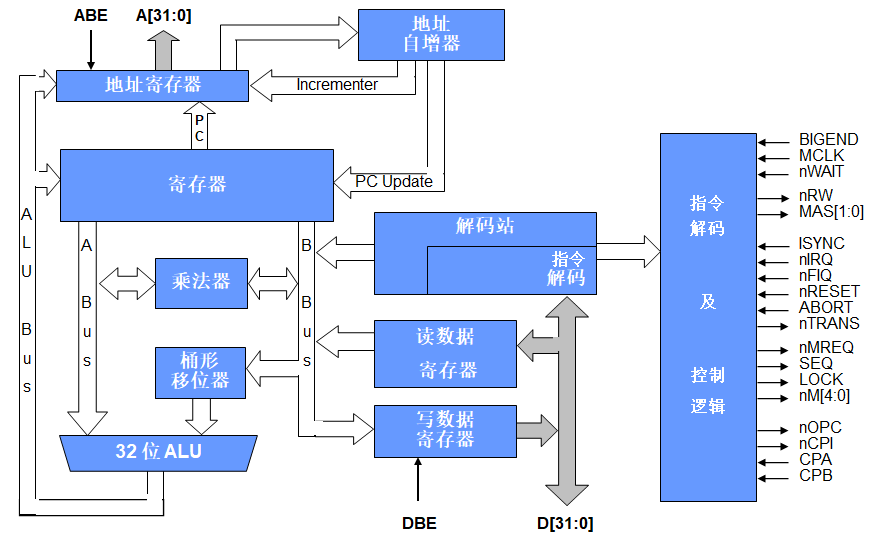 ABE
A[31:0]
地址
自增器
地址寄存器
Incrementer
PC
寄存器
PC Update
ALU Bus
A Bus
B Bus
乘法器
桶形
移位器
32 位 ALU
解码站
指令
解码
读数据
寄存器
写数据
寄存器
DBE
D[31:0]
指令
解码
及
控制
逻辑
BIGEND
MCLK
nWAIT
nRW
MAS[1:0]
ISYNC
nIRQ
nFIQ
nRESET
ABORT
nTRANS
nMREQ
SEQ
LOCK
nM[4:0]
nOPC
nCPI
CPA
CPB